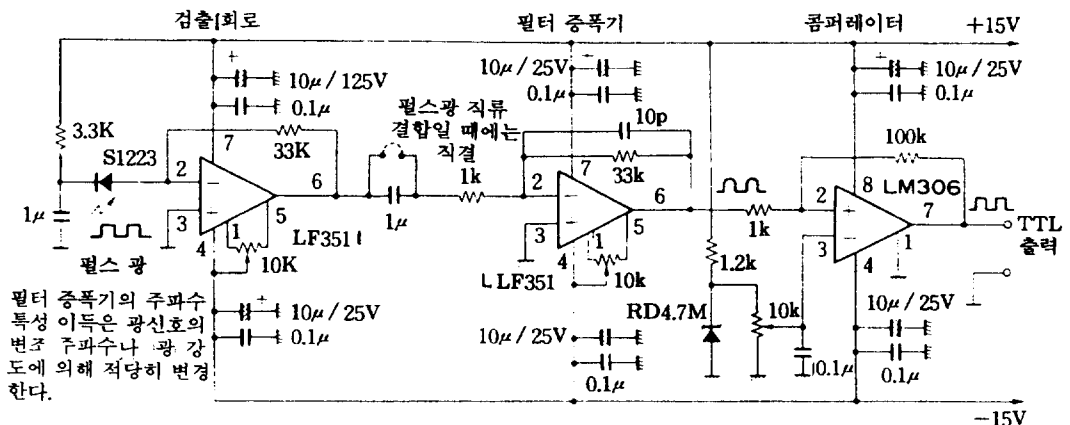 검출회로
필터 증폭기
콤퍼레이터
+15V
10μ/125V
0.1μ
10μ/25V
0.1μ
10μ/25V
0.1μ
펄스광 직류
결합일 때에는
직결
3.3K
S1223
33K
10p
33k
100k
LM306
1μ
1μ
1k
1k
2
3
7
6
4
1
5
2
3
7
6
4
1
5
2
3
8
7
4
1
LF351
LLF351
10K
10k
펄스 광
TTL
출력
1.2k
RD4.7M
10k
0.1μ
필터 증폭기의 주파수
특성 이득은 광신호의
변조 주파수나 광 강
도에 의해 적당히 변경
한다.
10μ/25V
0.1μ
10μ/25V
0.1μ
10μ/25V
0.1μ
−15V